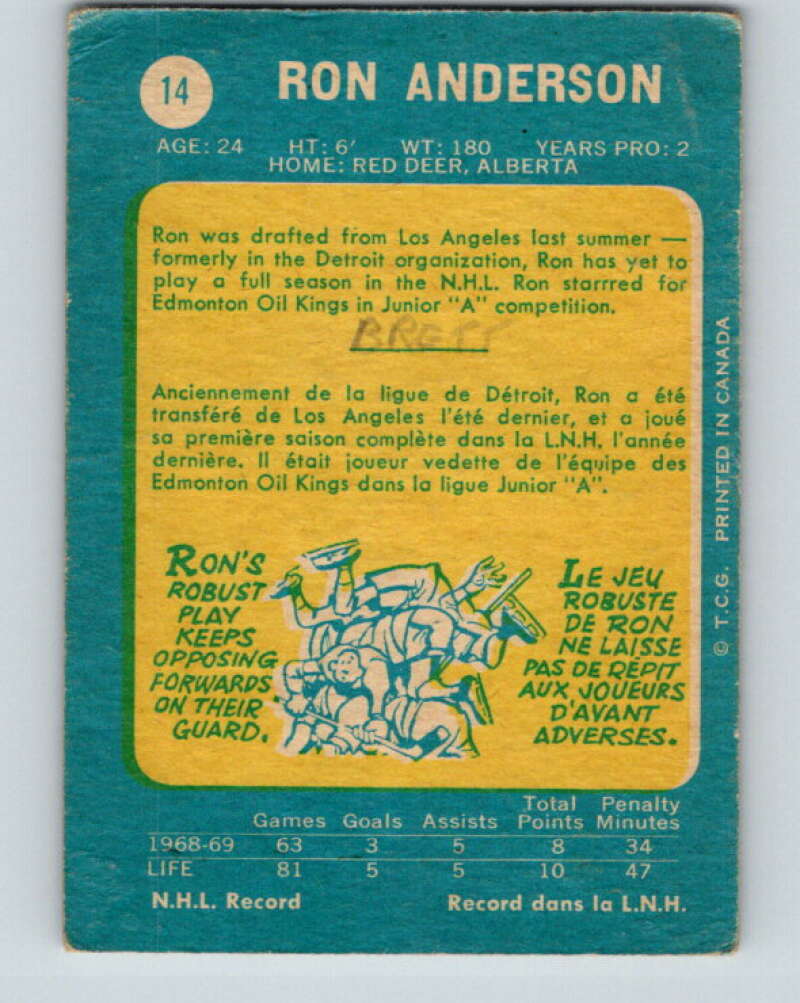 14
RON ANDERSON
AGE: 24 HT: 6′ WT: 180 YEARS PRO: 2
HOME: RED DEER, ALBERTA
Ron was drafted from Los Angeles last summer —
formerly in the Detroit organization, Ron has yet to
play a full season in the N.H.L. Ron starrred for
Edmonton Oil Kings in Junior "A" competition.
BRETT
Anciennement de la ligue de Détroit, Ron a été
transféré de Los Angeles l'été dernier, et a joué
sa première saison complète dans la L.N.H. l'année
dernière. Il était joueur vedette de l'équipe des
Edmonton Oil Kings dans la ligue Junior "A".
RON'S
ROBUST
PLAY
KEEPS
OPPOSING
FORWARDS
ON THEIR
GUARD.
LE JEU
ROBUSTE
DE RON
NE LAISSE
PAS DE RÉPIT
AUX JOUEURS
D'AVANT
ADVERSES.
© T.C.G. PRINTED IN CANADA
Total Penalty
Games Goals Assists Points Minutes
1968-69 63 3 5 8 34
LIFE 81 5 5 10 47
N.H.L. Record Record dans la L.N.H.